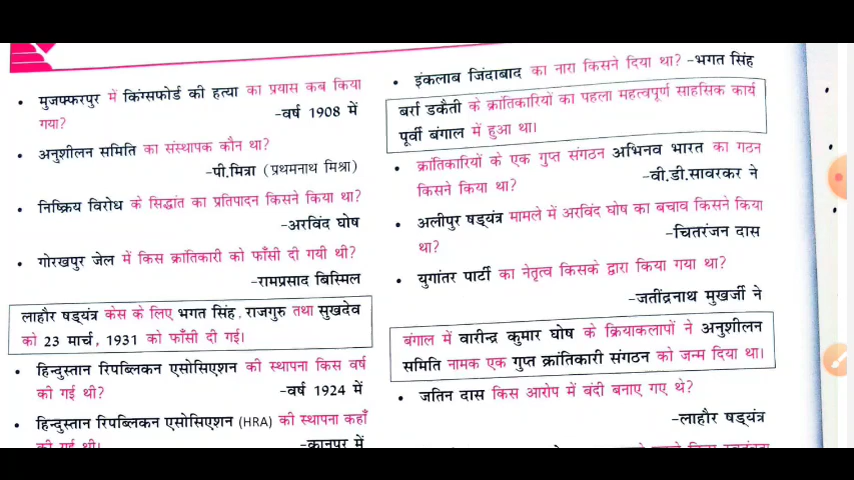 • मुजफ्फरपुर में किंग्सफोर्ड की हत्या का प्रयास कब किया
गया? -वर्ष 1908 में
• अनुशीलन समिति का संस्थापक कौन था?
-पी.मित्रा (प्रथमनाथ मिश्रा)
• निष्क्रिय विरोध के सिद्धांत का प्रतिपादन किसने किया था?
-अरविंद घोष
• गोरखपुर जेल में किस क्रांतिकारी को फाँसी दी गयी थी?
-रामप्रसाद बिस्मिल
लाहौर षड्यंत्र केस के लिए भगत सिंह, राजगुरु तथा सुखदेव
को 23 मार्च, 1931 को फाँसी दी गई।
• हिन्दुस्तान रिपब्लिकन एसोसिएशन की स्थापना किस वर्ष
की गई थी? -वर्ष 1924 में
• हिन्दुस्तान रिपब्लिकन एसोसिएशन (HRA) की स्थापना कहाँ
की गई थी। -कानपुर में
• इंकलाब जिंदाबाद का नारा किसने दिया था? -भगत सिंह
बर्रा डकैती के क्रांतिकारियों का पहला महत्वपूर्ण साहसिक कार्य
पूर्वी बंगाल में हुआ था।
• क्रांतिकारियों के एक गुप्त संगठन अभिनव भारत का गठन
किसने किया था? -वी.डी.सावरकर ने
• अलीपुर षड्यंत्र मामले में अरविंद घोष का बचाव किसने किया
था? -चितरंजन दास
• युगांतर पार्टी का नेतृत्व किसके द्वारा किया गया था?
-जतींद्रनाथ मुखर्जी ने
बंगाल में वारीन्द्र कुमार घोष के क्रियाकलापों ने अनुशीलन
समिति नामक एक गुप्त क्रांतिकारी संगठन को जन्म दिया था।
• जतिन दास किस आरोप में बंदी बनाए गए थे?
-लाहौर षड्यंत्र